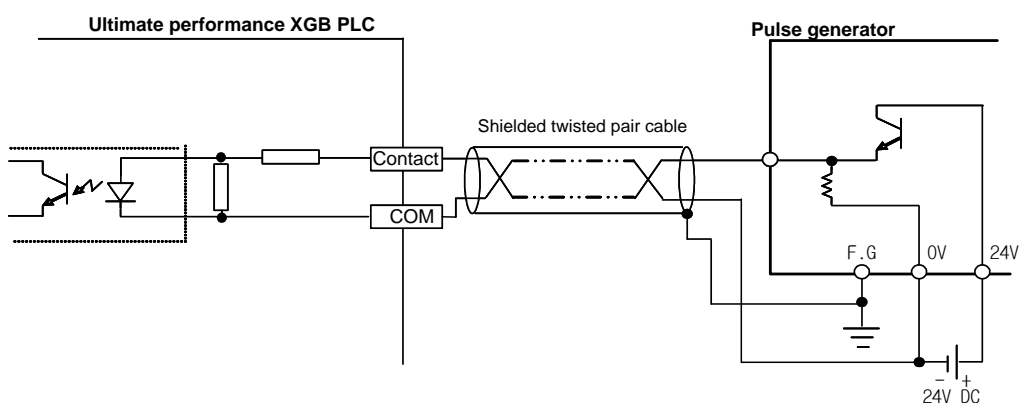 Ultimate performance XGB PLC
Pulse generator
Shielded twisted pair cable
Contact
COM
F.G
0V
24V
- +
24V DC